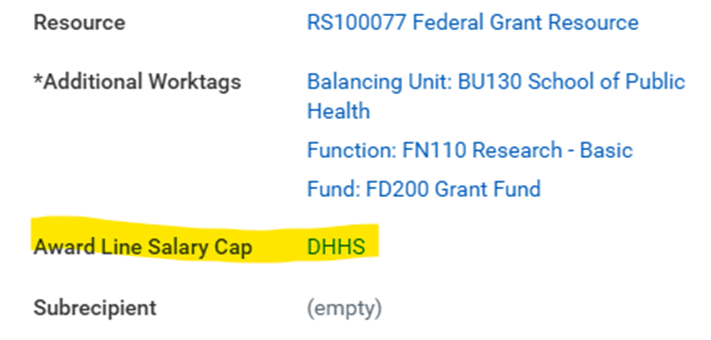 Resource RS100077 Federal Grant Resource
*Additional Worktags Balancing Unit: BU130 School of Public
Health
Function: FN110 Research - Basic
Fund: FD200 Grant Fund
Award Line Salary Cap DHHS
Subrecipient (empty)